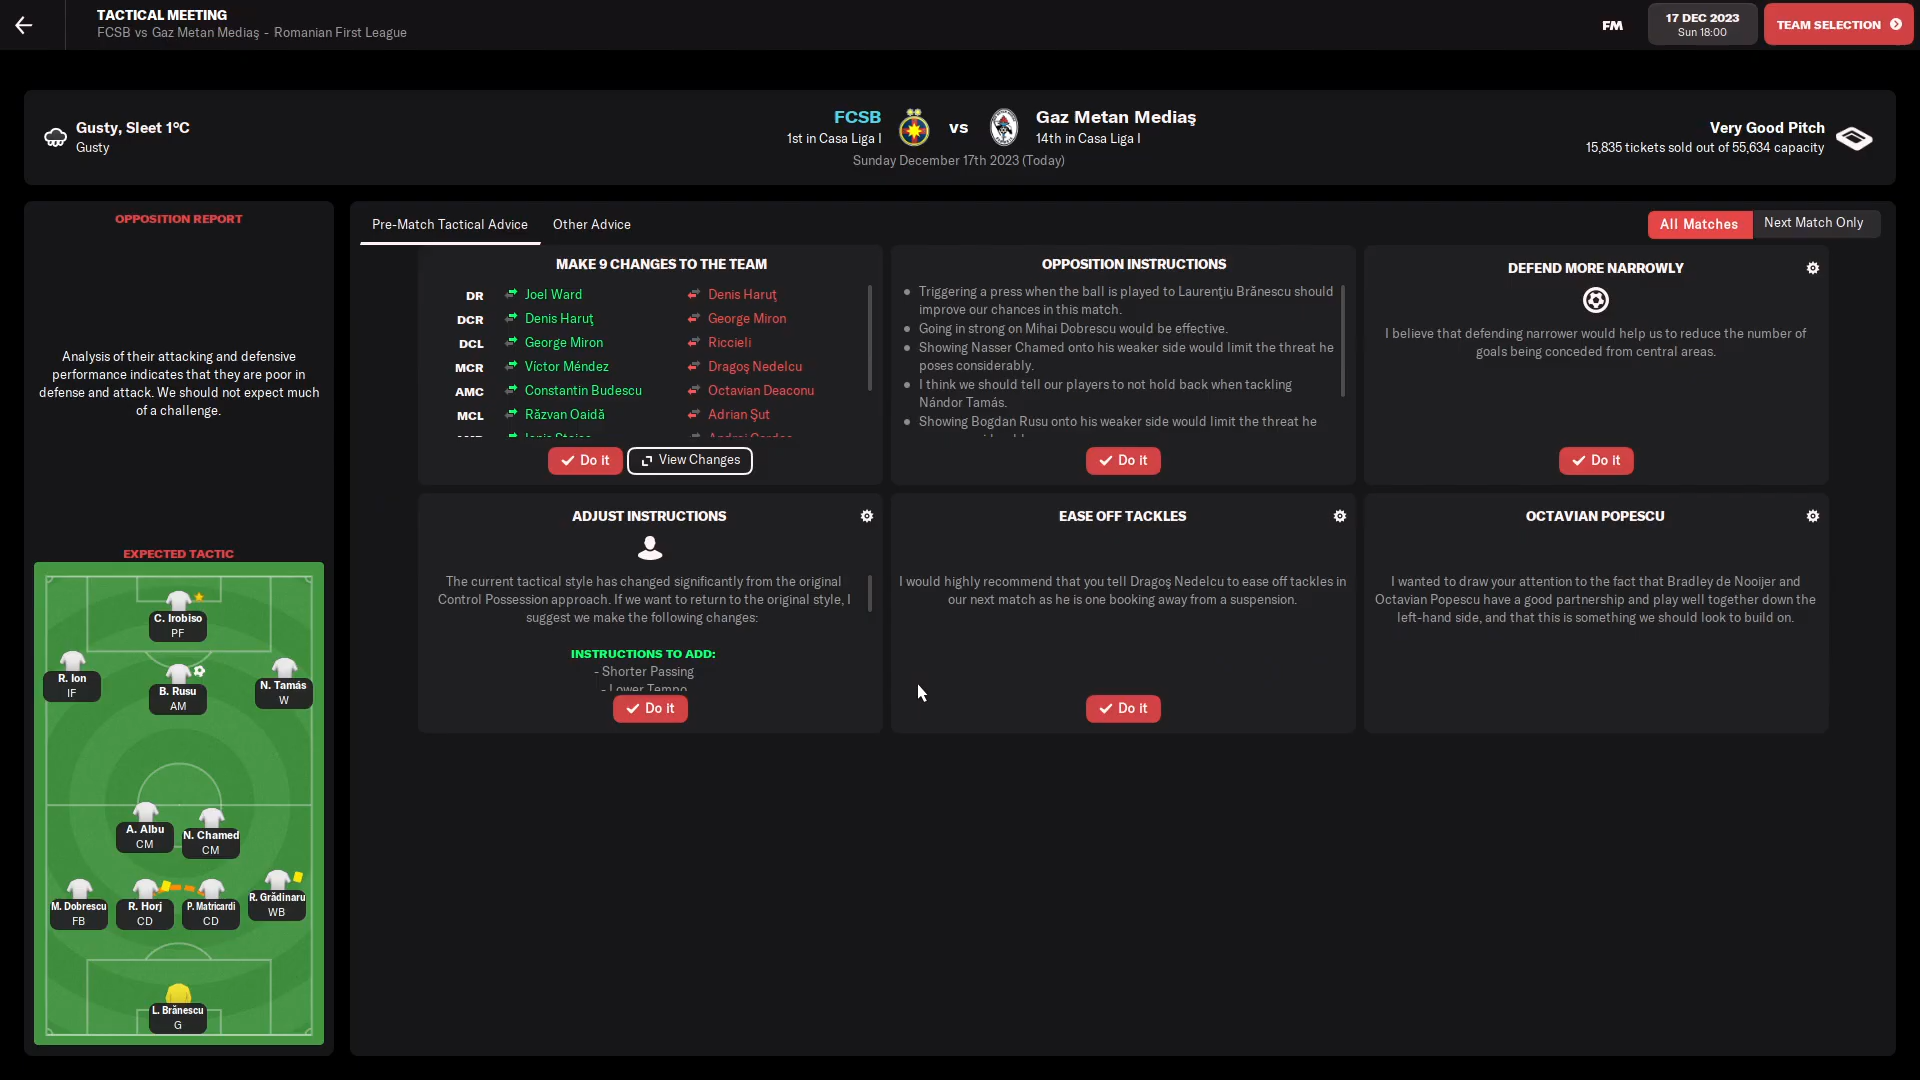 TACTICAL MEETING
FCSB vs Gaz Metan Mediaş - Romanian First League
FM
17 DEC 2023
Sun 18:00
TEAM SELECTION
Gusty, Sleet 1°C
Gusty
FCSB
1st in Casa Liga I
vs
Gaz Metan Mediaş
14th in Casa Liga I
Sunday December 17th 2023 (Today)
Very Good Pitch
15,835 tickets sold out of 55,634 capacity
OPPOSITION REPORT
Analysis of their attacking and defensive
performance indicates that they are poor in
defense and attack. We should not expect much
of a challenge.
EXPECTED TACTIC
C. Irobiso
PF
R. Ion
IF
B. Rusu
AM
N. Tamás
W
A. Albu
CM
N. Chamed
CM
M. Dobrescu
FB
R. Horj
CD
P. Matricardi
CD
R. Grădinaru
WB
L. Brănescu
G
Pre-Match Tactical Advice
Other Advice
All Matches
Next Match Only
MAKE 9 CHANGES TO THE TEAM
DR Joel Ward Denis Haruţ
DCR Denis Haruţ George Miron
DCL George Miron Riccieli
MCR Víctor Méndez Dragoş Nedelcu
AMC Constantin Budescu Octavian Deaconu
MCL Răzvan Oaidă Adrian Şut
Do it
View Changes
OPPOSITION INSTRUCTIONS
Triggering a press when the ball is played to Laurenţiu Brănescu should
improve our chances in this match.
Going in strong on Mihai Dobrescu would be effective.
Showing Nasser Chamed onto his weaker side would limit the threat he
poses considerably.
I think we should tell our players to not hold back when tackling
Nándor Tamás.
Showing Bogdan Rusu onto his weaker side would limit the threat he
Do it
DEFEND MORE NARROWLY
I believe that defending narrower would help us to reduce the number of
goals being conceded from central areas.
Do it
ADJUST INSTRUCTIONS
The current tactical style has changed significantly from the original
Control Possession approach. If we want to return to the original style, I
suggest we make the following changes:
INSTRUCTIONS TO ADD:
- Shorter Passing
- Lower Tempo
Do it
EASE OFF TACKLES
I would highly recommend that you tell Dragoş Nedelcu to ease off tackles in
our next match as he is one booking away from a suspension.
Do it
OCTAVIAN POPESCU
I wanted to draw your attention to the fact that Bradley de Nooijer and
Octavian Popescu have a good partnership and play well together down the
left-hand side, and that this is something we should look to build on.